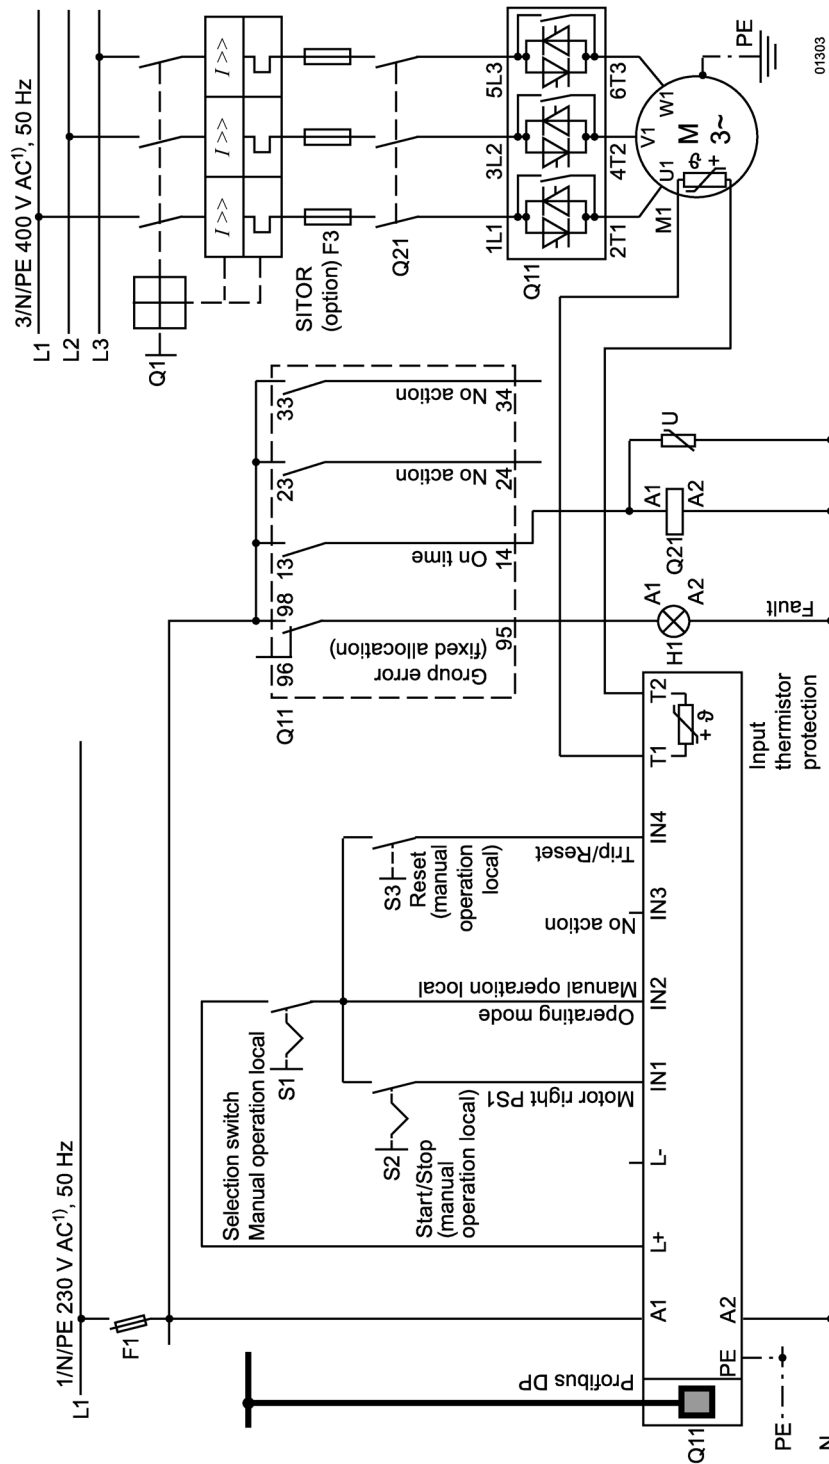 1/N/PE 230 V AC1), 50 Hz
L1
F1
Profibus DP
Selection switch
Manual operation local
S1
S2
Start/Stop
(manual
operation local)
S3
Reset
(manual
operation
local)
Motor right PS1
Operating mode
Manual operation local
No action
Trip/Reset
Q11
PE
A1
A2
L+
L-
IN1
IN2
IN3
IN4
T1
T2
+ϑ
Input
thermistor
protection
PE
N
Q11
96
98
95
Group error
(fixed allocation)
13
14
On time
23
24
No action
33
34
No action
H1
A1
A2
Fault
Q21
A1
A2
U
3/N/PE 400 V AC1), 50 Hz
L1
L2
L3
Q1
I >>
I >>
I >>
SITOR
(option) F3
Q21
Q11
1L1
3L2
5L3
2T1
4T2
6T3
M1
U1
V1
W1
M
3~
ϑ +
PE
01303